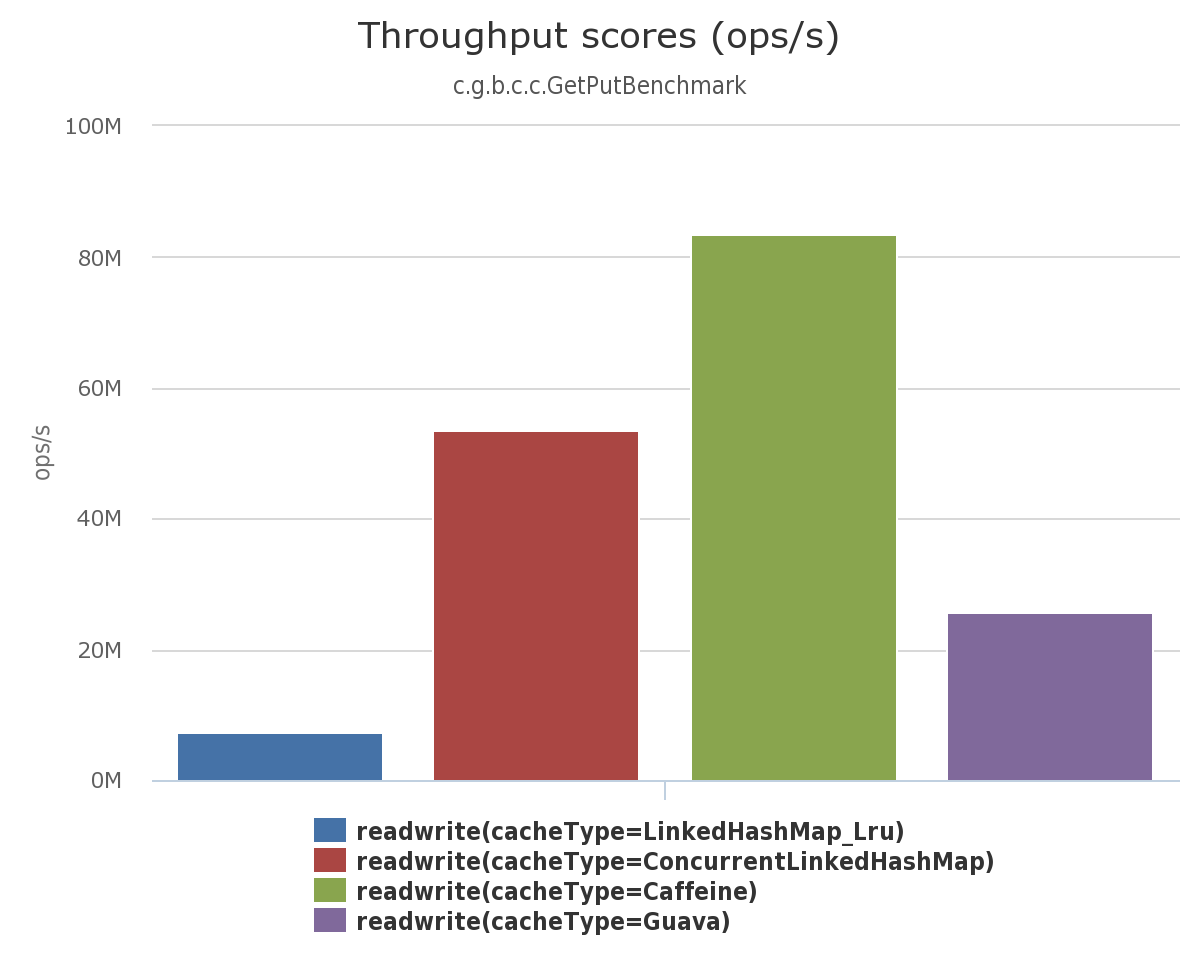 Throughput scores (ops/s)
c.g.b.c.c.GetPutBenchmark
100M
80M
60M
40M
20M
0M
ops/s
readwrite(cacheType=LinkedHashMap_Lru)
readwrite(cacheType=ConcurrentLinkedHashMap)
readwrite(cacheType=Caffeine)
readwrite(cacheType=Guava)